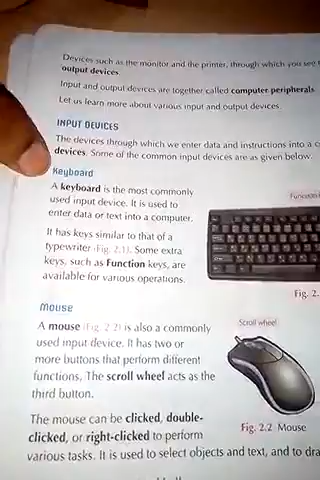 Devices such as the monitor and the printer, through which you see
output devices.
Input and output devices are together called computer peripherals
Let us learn more about various input and output devices.
INPUT DEVICES
The devices through which we enter data and instructions into a
devices. Some of the common input devices are as given below.
Keyboard
A keyboard is the most commonly
used input device. It is used to
enter data or text into a computer.
It has keys similar to that of a
typewriter (Fig. 2.1). Some extra
keys, such as Function keys, are
available for various operations.
Function
Fig. 2.
Mouse
A mouse (Fig. 2.2) is also a commonly
used input device. It has two or
more buttons that perform different
functions. The scroll wheel acts as the
third button.
Scroll wheel
Fig. 2.2 Mouse
The mouse can be clicked, double-
clicked, or right-clicked to perform
various tasks. It is used to select objects and text, and to